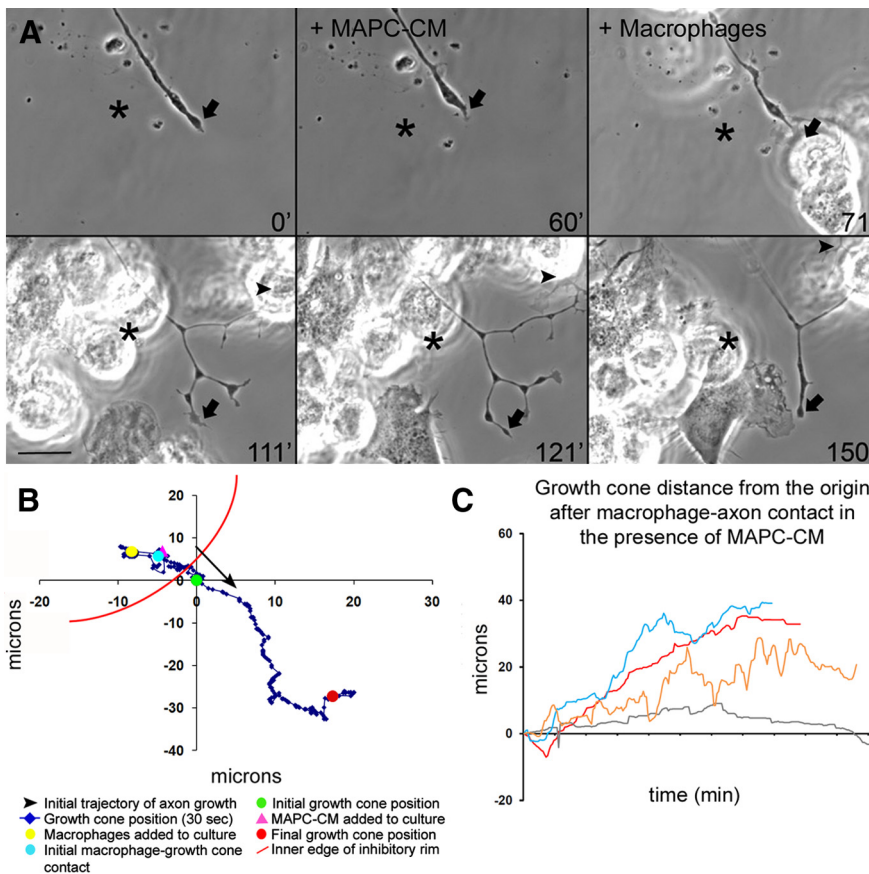 A
+ MAPC-CM
+ Macrophages
*
*
*
0'
60'
71
*
*
*
111'
121'
150
B
20
10
0
-10
-20
-30
-40
-20
-10
0
10
20
30
microns
microns
Initial trajectory of axon growth
Growth cone position (30 sec)
Macrophages added to culture
Initial macrophage-growth cone
contact
Initial growth cone position
MAPC-CM added to culture
Final growth cone position
Inner edge of inhibitory rim
C
Growth cone distance from the origin
after macrophage-axon contact in
the presence of MAPC-CM
60
40
20
0
-20
microns
time (min)